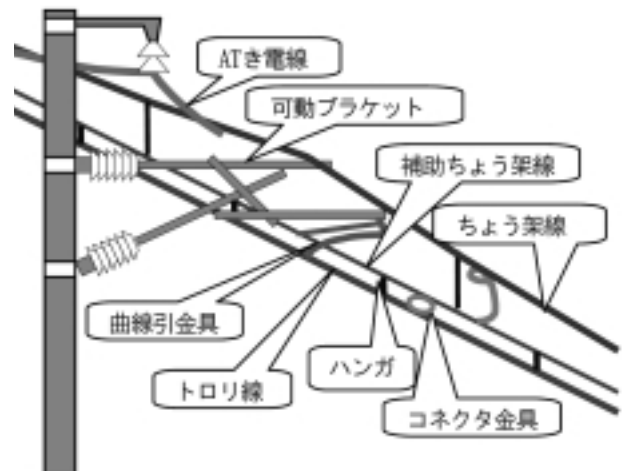 ATき電線
可動ブラケット
補助ちょう架線
ちょう架線
曲線引金具
ハンガ
トロリ線
コネクタ金具